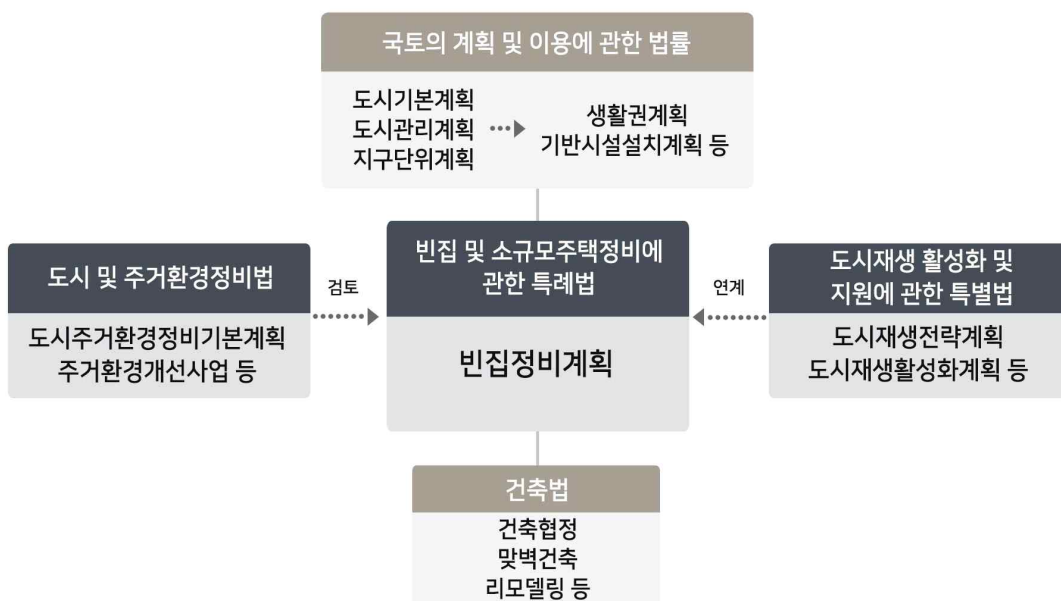 국토의 계획 및 이용에 관한 법률
도시기본계획
도시관리계획
지구단위계획
생활권계획
기반시설설치계획 등
도시 및 주거환경정비법
도시주거환경정비기본계획
주거환경개선사업 등
검토
빈집 및 소규모주택정비에
관한 특례법
빈집정비계획
연계
도시재생 활성화 및
지원에 관한 특별법
도시재생전략계획
도시재생활성화계획 등
건축법
건축협정
맞벽건축
리모델링 등